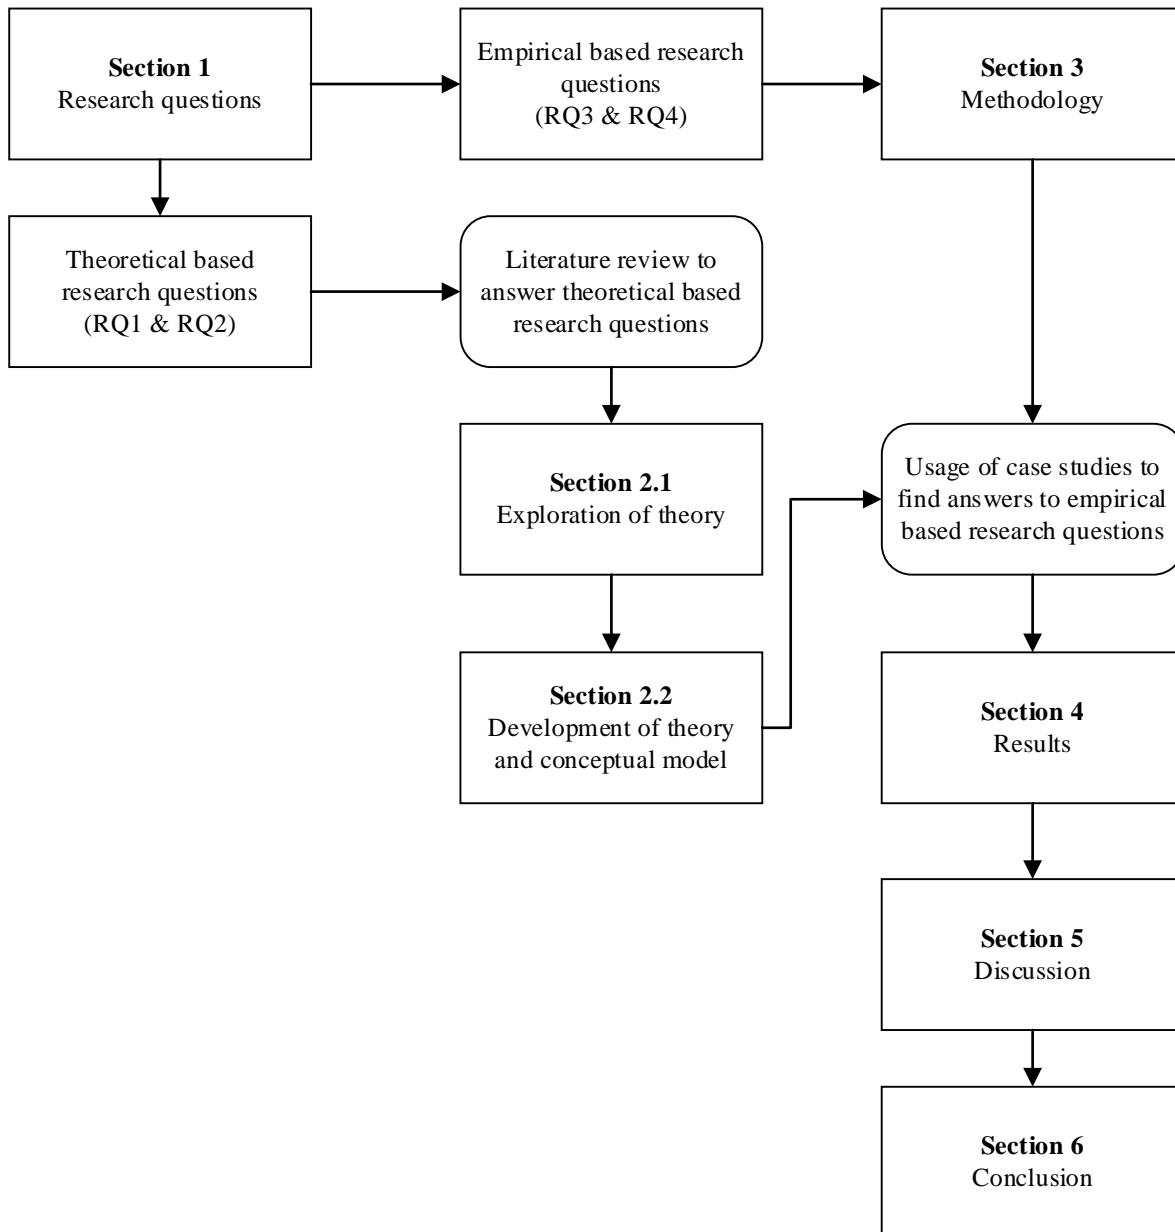 Section 1
Research questions
Empirical based research
questions
(RQ3 & RQ4)
Section 3
Methodology
Theoretical based
research questions
(RQ1 & RQ2)
Literature review to
answer theoretical based
research questions
Section 2.1
Exploration of theory
Usage of case studies to
find answers to empirical
based research questions
Section 2.2
Development of theory
and conceptual model
Section 4
Results
Section 5
Discussion
Section 6
Conclusion